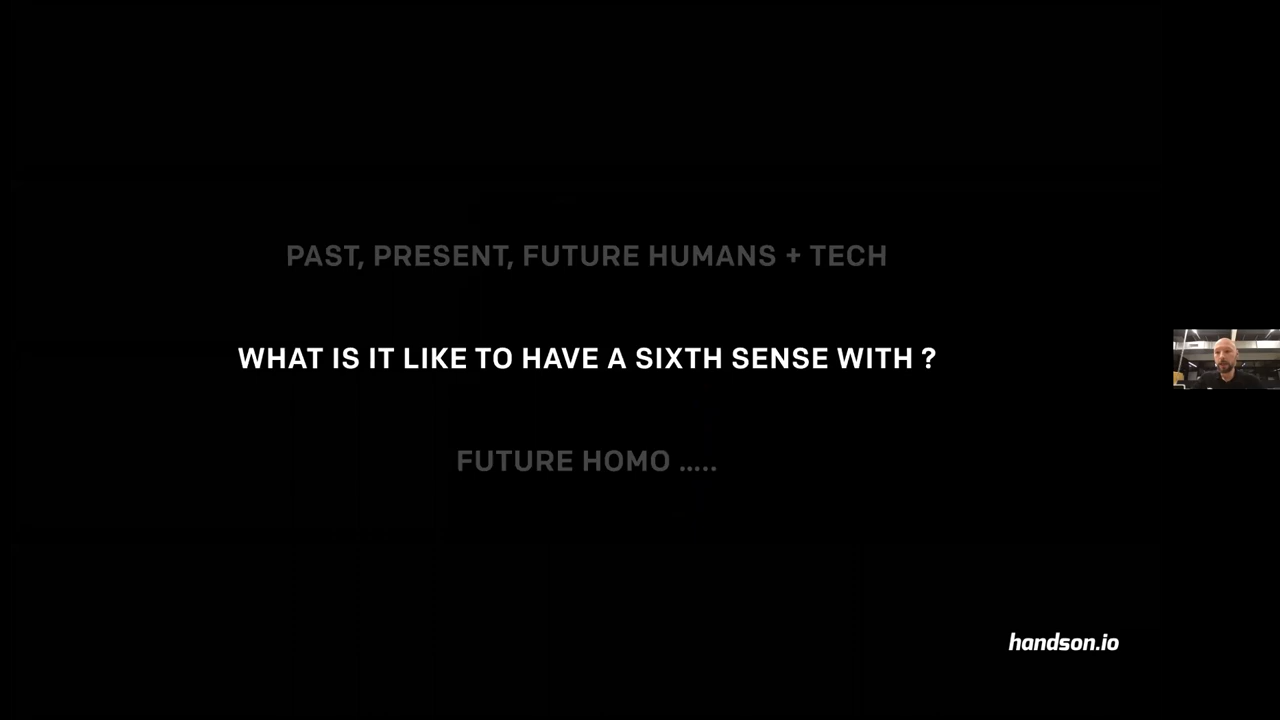 PAST, PRESENT, FUTURE HUMANS + TECH
WHAT IS IT LIKE TO HAVE A SIXTH SENSE WITH ?
FUTURE HOMO .....
handson.io